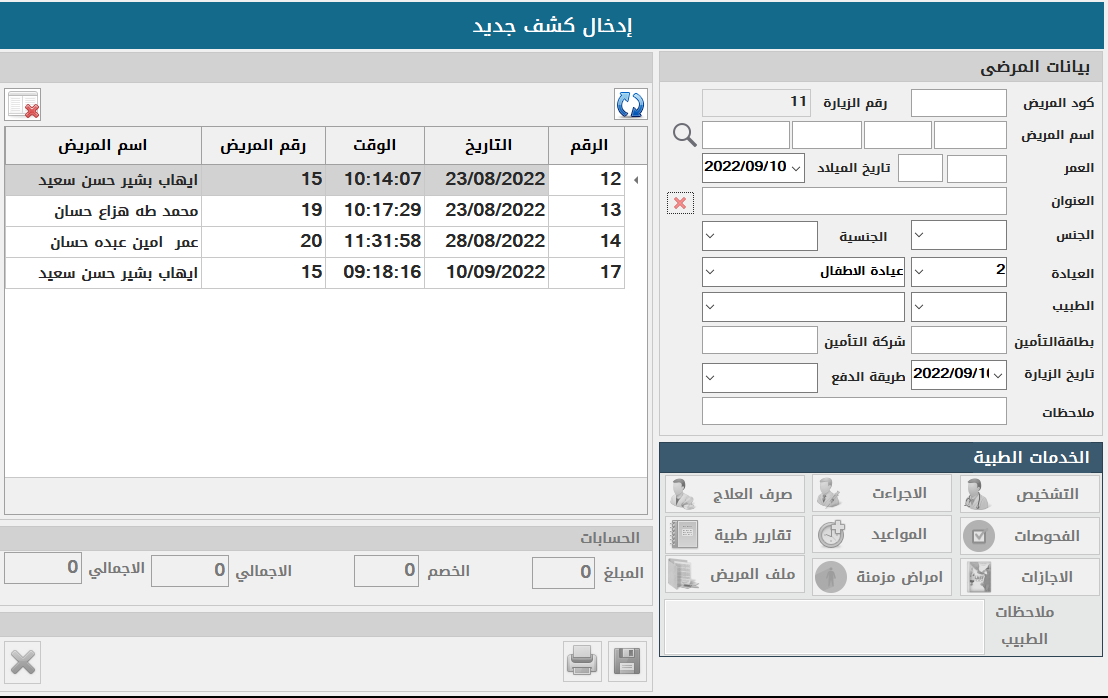 إدخال كشف جديد
بيانات المرضى
كود المريض رقم الزيارة 11
اسم المريض
العمر تاريخ الميلاد 2022/09/10
العنوان
الجنس الجنسية
العيادة 2 عيادة الاطفال
الطبيب
بطاقةالتأمين شركة التأمين
تاريخ الزيارة 2022/09/10 طريقة الدفع
ملاحظات
الخدمات الطبية
التشخيص الاجراءت صرف العلاج
الفحوصات المواعيد تقارير طبية
الاجازات امراض مزمنة ملف المريض
ملاحظات
الطبيب
الرقم التاريخ الوقت رقم المريض اسم المريض
12 23/08/2022 10:14:07 15 ايهاب بشير حسن سعيد
13 23/08/2022 10:17:29 19 محمد طه هزاع حسان
14 28/08/2022 11:31:58 20 عمر امين عبده حسان
17 10/09/2022 09:18:16 15 ايهاب بشير حسن سعيد
الحسابات
المبلغ 0 الخصم 0 الاجمالي 0 الاجمالي 0